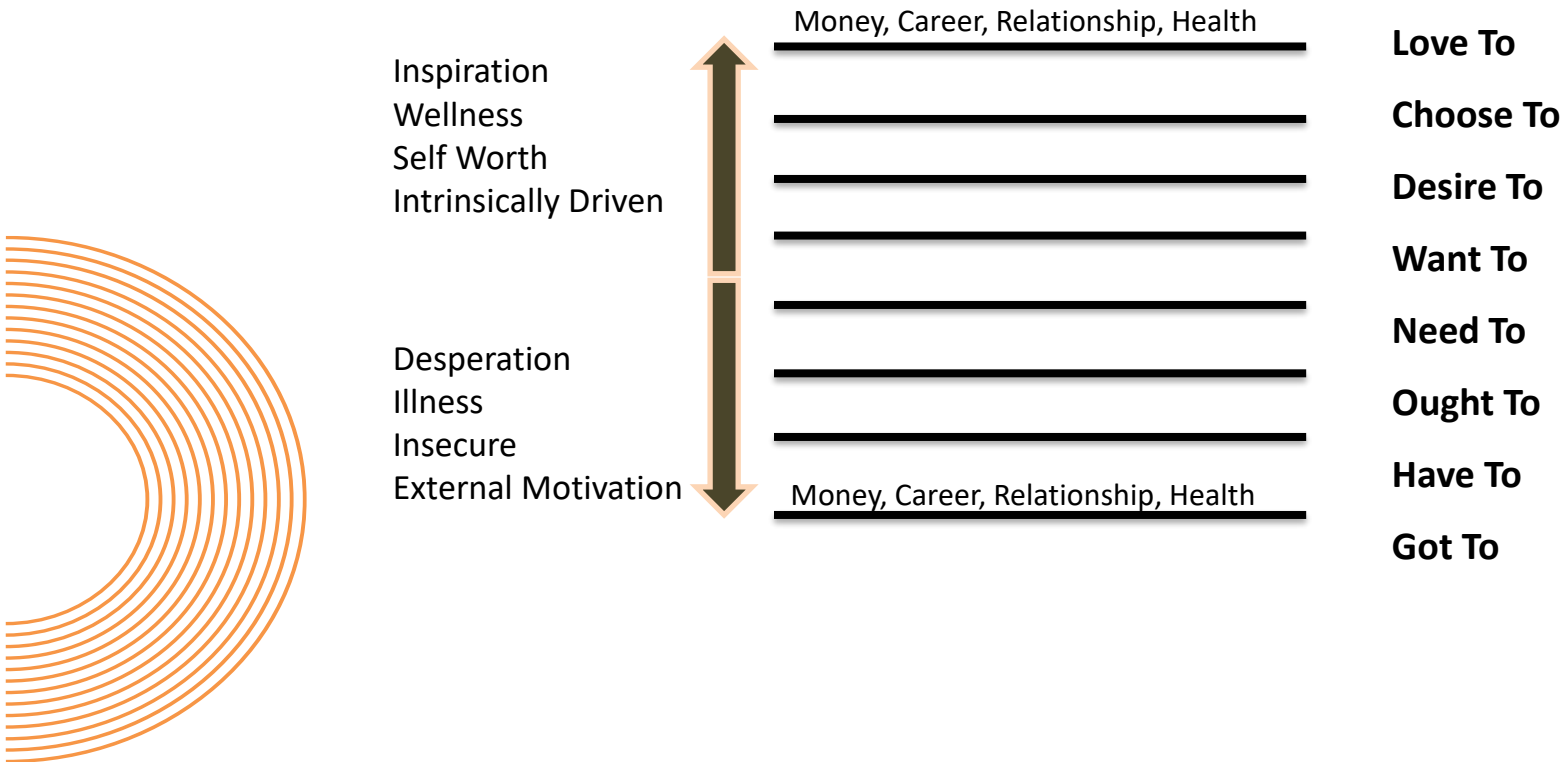 Money, Career, Relationship, Health
Inspiration
Wellness
Self Worth
Intrinsically Driven
Desperation
Illness
Insecure
External Motivation
Money, Career, Relationship, Health
Love To
Choose To
Desire To
Want To
Need To
Ought To
Have To
Got To